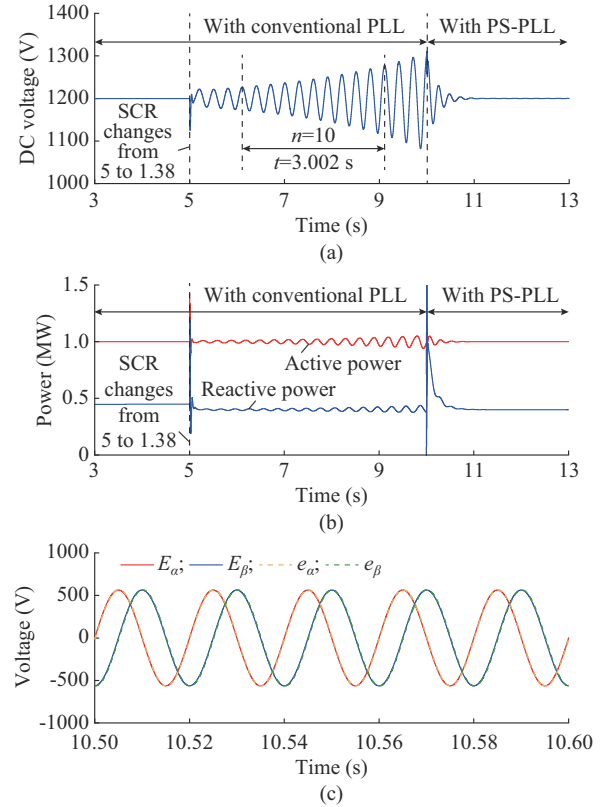 1400
With conventional PLL
With PS-PLL
1300
1200
1100
1000
DC voltage (V)
SCR
changes
from
5 to 1.38
n=10
t=3.002 s
3 5 7 9 11 13
Time (s)
(a)
1.5
With conventional PLL
With PS-PLL
1.0
0.5
0
Power (MW)
SCR
changes
from
5 to 1.38
Active power
Reactive power
3 5 7 9 11 13
Time (s)
(b)
1000
500
0
-500
-1000
Voltage (V)
Eα; Eβ; eα; eβ
10.50 10.52 10.54 10.56 10.58 10.60
Time (s)
(c)